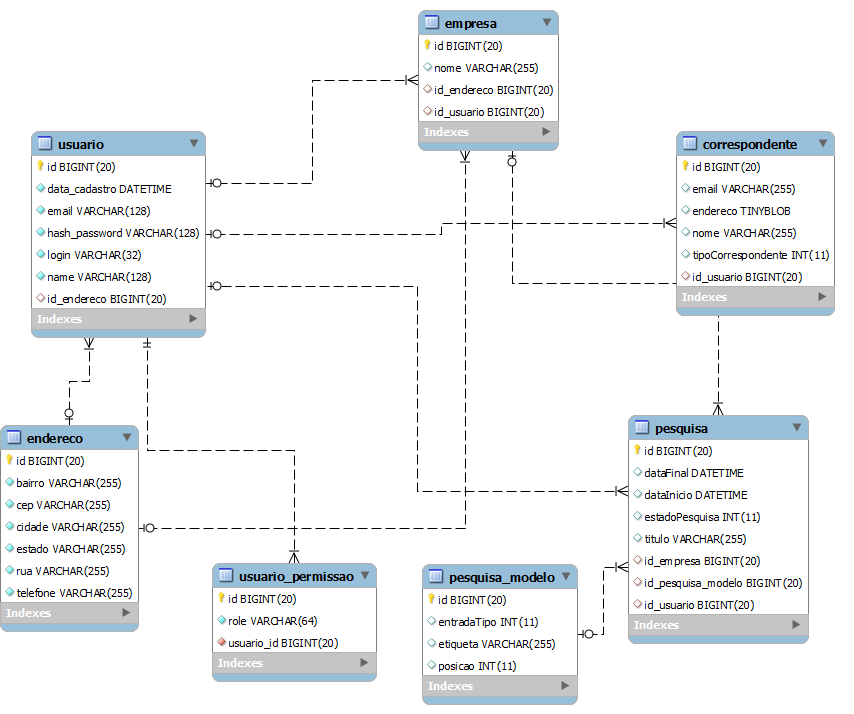 empresa
id BIGINT(20)
nome VARCHAR(255)
id_endereco BIGINT(20)
id_usuario BIGINT(20)
Indexes
usuario
id BIGINT(20)
data_cadastro DATETIME
email VARCHAR(128)
hash_password VARCHAR(128)
login VARCHAR(32)
name VARCHAR(128)
id_endereco BIGINT(20)
Indexes
correspondente
id BIGINT(20)
email VARCHAR(255)
endereco TINYBLOB
nome VARCHAR(255)
tipoCorrespondente INT(11)
id_usuario BIGINT(20)
Indexes
endereco
id BIGINT(20)
bairro VARCHAR(255)
cep VARCHAR(255)
cidade VARCHAR(255)
estado VARCHAR(255)
rua VARCHAR(255)
telefone VARCHAR(255)
Indexes
pesquisa
id BIGINT(20)
dataFinal DATETIME
dataInicio DATETIME
estadoPesquisa INT(11)
titulo VARCHAR(255)
id_empresa BIGINT(20)
id_pesquisa_modelo BIGINT(20)
id_usuario BIGINT(20)
Indexes
usuario_permissao
id BIGINT(20)
role VARCHAR(64)
usuario_id BIGINT(20)
Indexes
pesquisa_modelo
id BIGINT(20)
entradaTipo INT(11)
etiqueta VARCHAR(255)
posicao INT(11)
Indexes